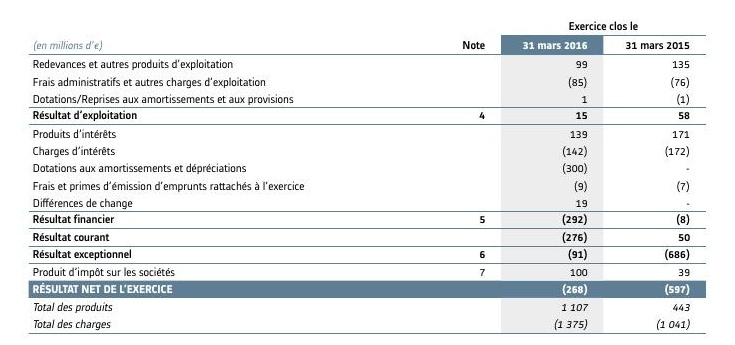 Exercice clos le
(en millions d'€) Note 31 mars 2016 31 mars 2015
Redevances et autres produits d'exploitation 99 135
Frais administratifs et autres charges d'exploitation (85) (76)
Dotations/Reprises aux amortissements et aux provisions 1 (1)
Résultat d'exploitation 4 15 58
Produits d'intérêts 139 171
Charges d'intérêts (142) (172)
Dotations aux amortissements et dépréciations (300) -
Frais et primes d'émission d'emprunts rattachés à l'exercice (9) (7)
Différences de change 19 -
Résultat financier 5 (292) (8)
Résultat courant (276) 50
Résultat exceptionnel 6 (91) (686)
Produit d'impôt sur les sociétés 7 100 39
RÉSULTAT NET DE L'EXERCICE (268) (597)
Total des produits 1 107 443
Total des charges (1 375) (1 041)